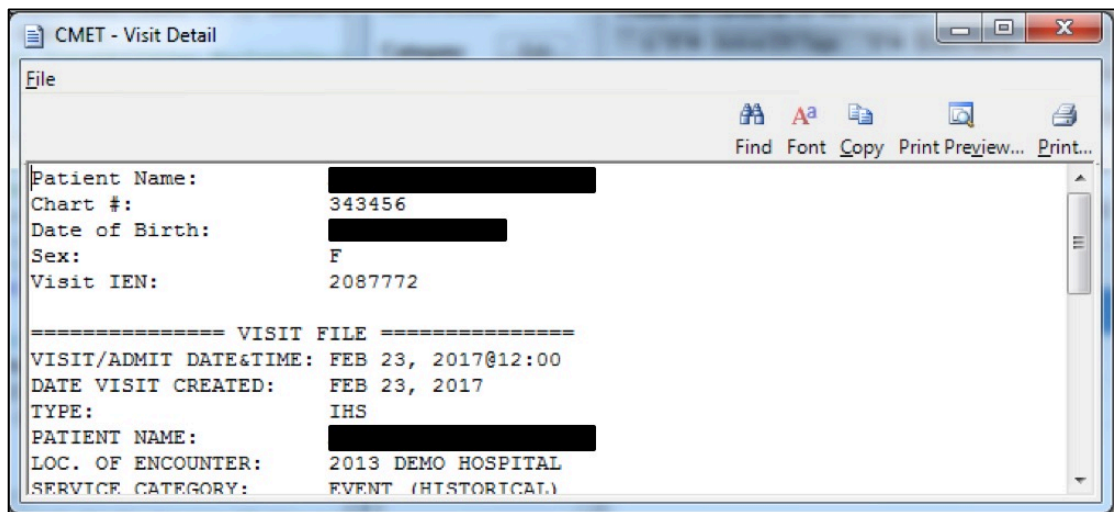 CMET - Visit Detail
File
Find Font Copy Print Preview... Print...
Patient Name:
Chart #: 343456
Date of Birth:
Sex: F
Visit IEN: 2087772
=============== VISIT FILE ===============
VISIT/ADMIT DATE&TIME: FEB 23, 2017@12:00
DATE VISIT CREATED: FEB 23, 2017
TYPE: IHS
PATIENT NAME:
LOC. OF ENCOUNTER: 2013 DEMO HOSPITAL
SERVICE CATEGORY: EVENT (HISTORICAL)